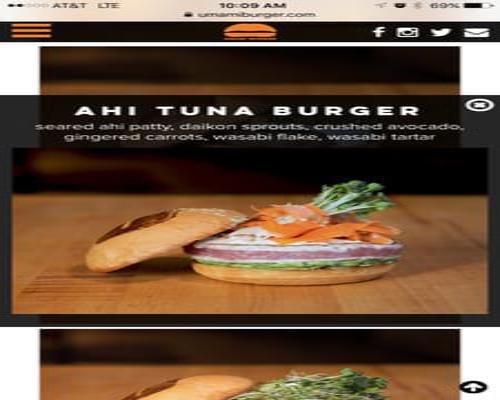 AT&T LTE 10:09 AM 69%
umamiburger.com
AHI TUNA BURGER
seared ahi patty, daikon sprouts, crushed avocado,
gingered carrots, wasabi flake, wasabi tartar